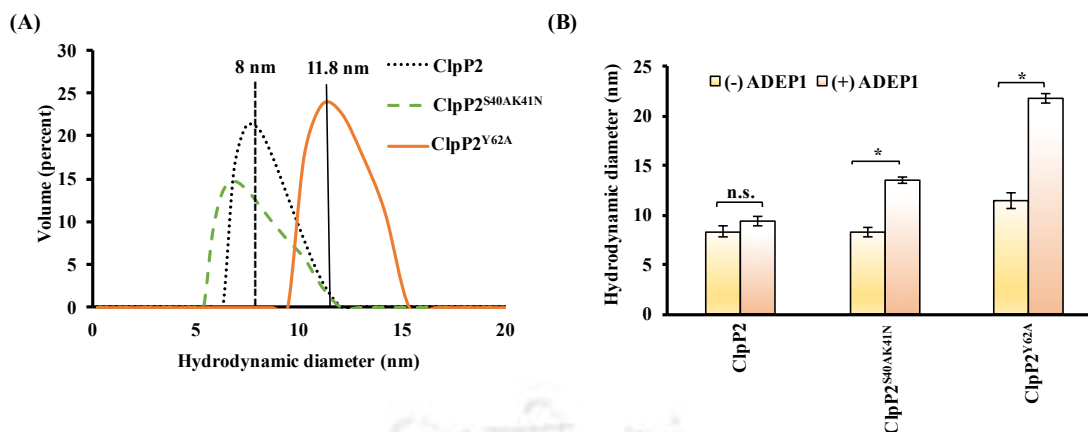 (A)
(B)
30
25
20
15
10
5
0
Volume (percent)
8 nm
11.8 nm
ClpP2
ClpP2S40AK41N
ClpP2Y62A
0 5 10 15 20
Hydrodynamic diameter (nm)
25
20
15
10
5
0
Hydrodynamic diameter (nm)
(-) ADEP1 (+) ADEP1
n.s.
*
*
ClpP2
ClpP2S40AK41N
ClpP2Y62A